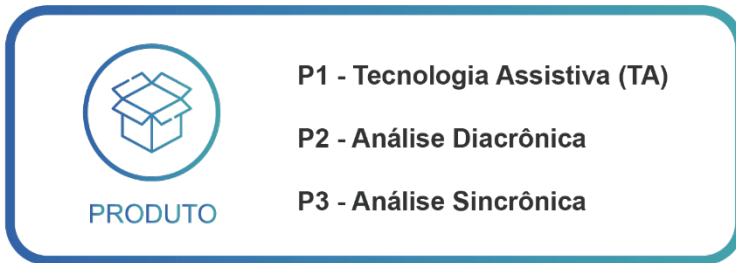 PRODUTO
P1 - Tecnologia Assistiva (TA)
P2 - Análise Diacrônica
P3 - Análise Sincrônica